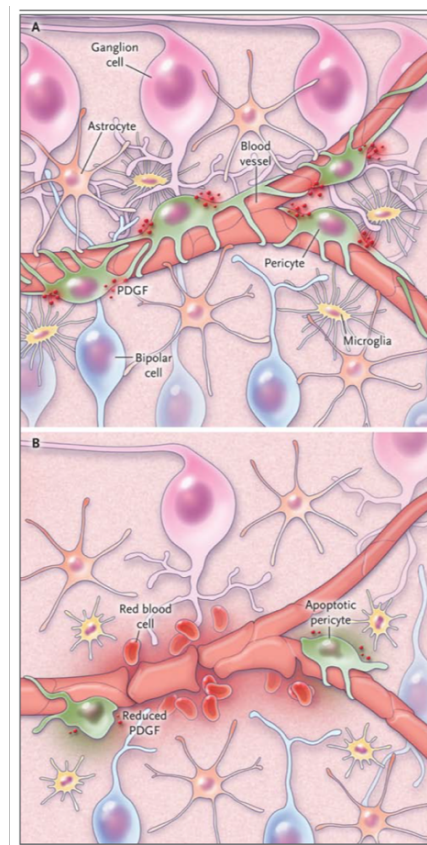 A
Ganglion
cell
Astrocyte
Blood
vessel
Pericyte
PDGF
Microglia
Bipolar
cell
B
Red blood
cell
Apoptotic
pericyte
Reduced
PDGF